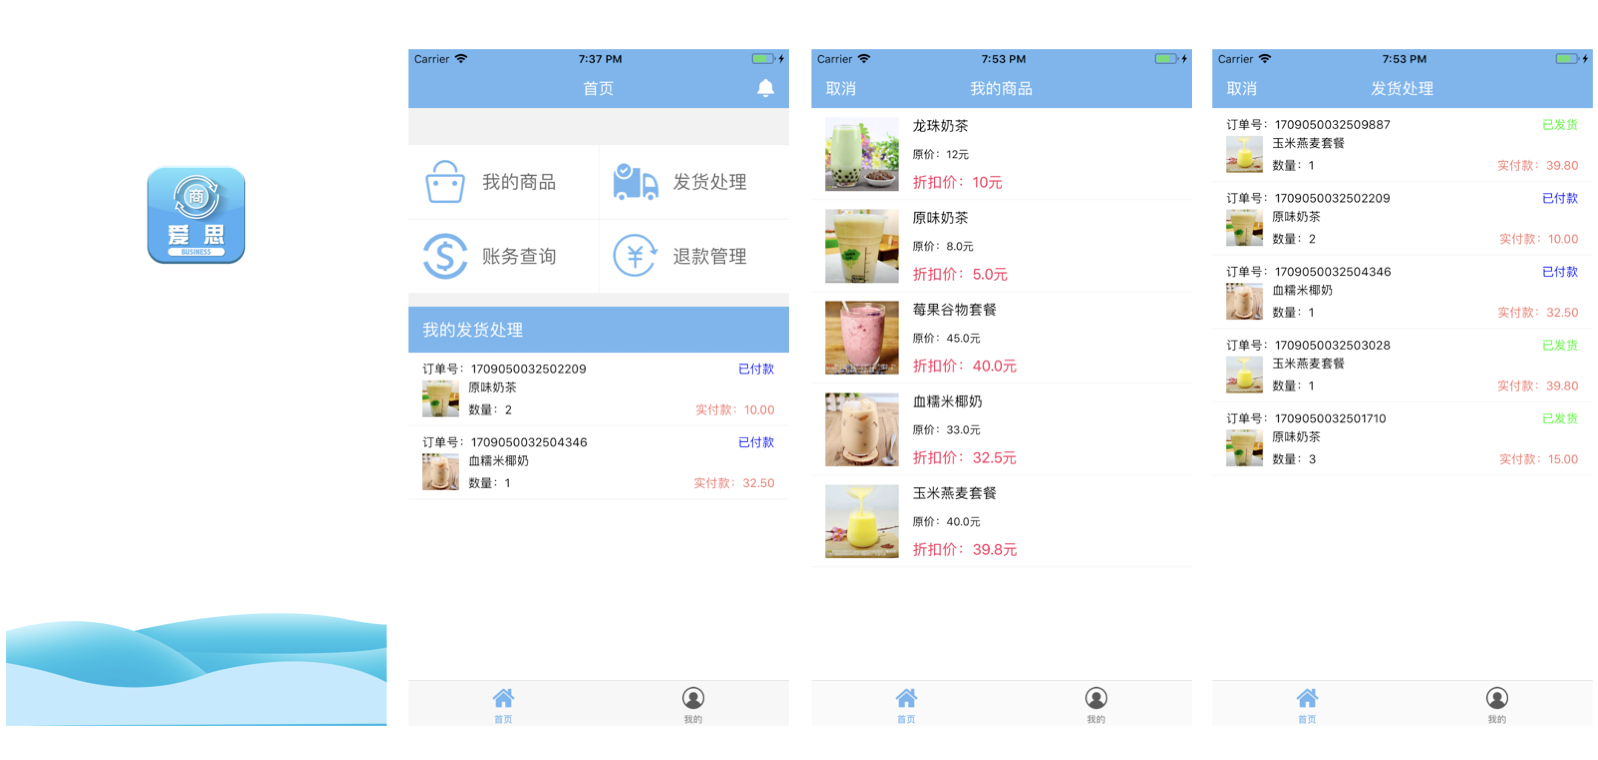 商
爱思
BUSINESS
Carrier 7:37 PM
首页
我的商品 发货处理
账务查询 退款管理
我的发货处理
订单号：1709050032502209 已付款
原味奶茶
数量：2 实付款：10.00
订单号：1709050032504346 已付款
血糯米椰奶
数量：1 实付款：32.50
首页 我的
Carrier 7:53 PM
取消 我的商品
龙珠奶茶
原价：12元
折扣价：10元
原味奶茶
原价：8.0元
折扣价：5.0元
莓果谷物套餐
原价：45.0元
折扣价：40.0元
血糯米椰奶
原价：33.0元
折扣价：32.5元
玉米燕麦套餐
原价：40.0元
折扣价：39.8元
首页 我的
Carrier 7:53 PM
取消 发货处理
订单号：1709050032509887 已发货
玉米燕麦套餐
数量：1 实付款：39.80
订单号：1709050032502209 已付款
原味奶茶
数量：2 实付款：10.00
订单号：1709050032504346 已付款
血糯米椰奶
数量：1 实付款：32.50
订单号：1709050032503028 已发货
玉米燕麦套餐
数量：1 实付款：39.80
订单号：1709050032501710 已发货
原味奶茶
数量：3 实付款：15.00
首页 我的